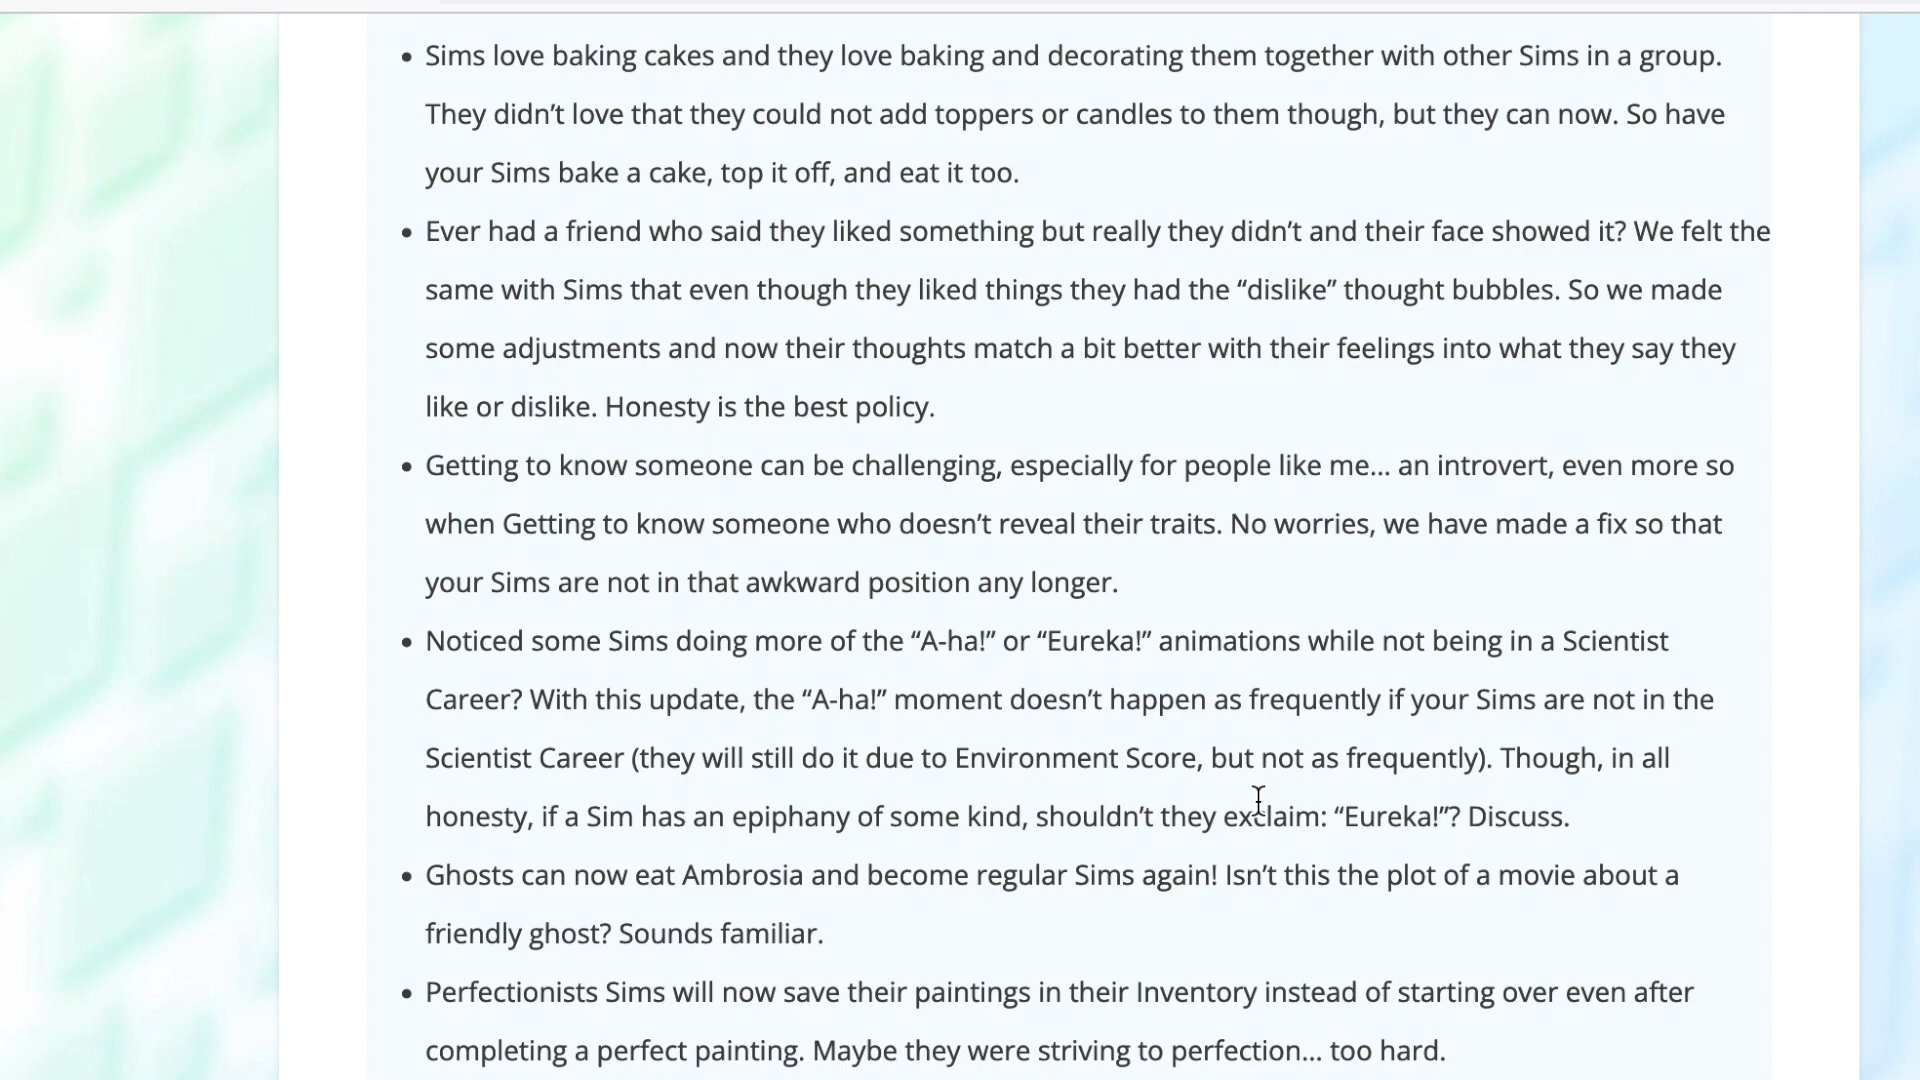 • Sims love baking cakes and they love baking and decorating them together with other Sims in a group.
They didn’t love that they could not add toppers or candles to them though, but they can now. So have
your Sims bake a cake, top it off, and eat it too.
• Ever had a friend who said they liked something but really they didn’t and their face showed it? We felt the
same with Sims that even though they liked things they had the “dislike” thought bubbles. So we made
some adjustments and now their thoughts match a bit better with their feelings into what they say they
like or dislike. Honesty is the best policy.
• Getting to know someone can be challenging, especially for people like me... an introvert, even more so
when Getting to know someone who doesn’t reveal their traits. No worries, we have made a fix so that
your Sims are not in that awkward position any longer.
• Noticed some Sims doing more of the “A-ha!” or “Eureka!” animations while not being in a Scientist
Career? With this update, the “A-ha!” moment doesn’t happen as frequently if your Sims are not in the
Scientist Career (they will still do it due to Environment Score, but not as frequently). Though, in all
honesty, if a Sim has an epiphany of some kind, shouldn’t they exclaim: “Eureka!”? Discuss.
• Ghosts can now eat Ambrosia and become regular Sims again! Isn’t this the plot of a movie about a
friendly ghost? Sounds familiar.
• Perfectionists Sims will now save their paintings in their Inventory instead of starting over even after
completing a perfect painting. Maybe they were striving to perfection... too hard.